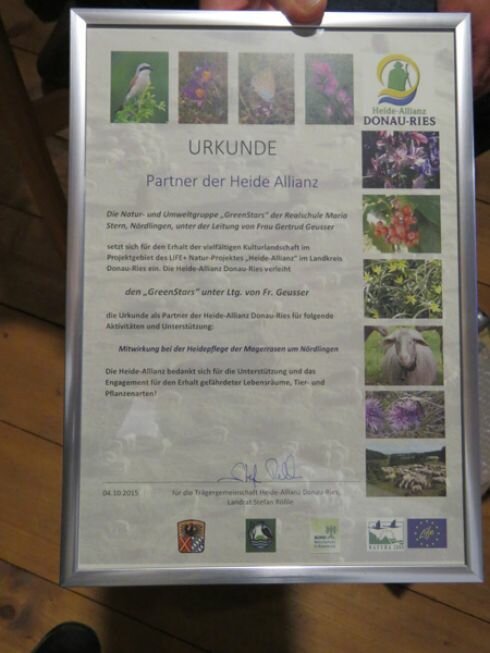 Heide-Allianz
DONAU-RIES
URKUNDE
Partner der Heide Allianz
Die Natur- und Umweltgruppe „GreenStars" der Realschule Maria
Stern, Nördlingen, unter der Leitung von Frau Gertrud Geusser
setzt sich für den Erhalt der vielfältigen Kulturlandschaft im
Projektgebiet des LIFE+ Natur-Projektes „Heide-Allianz" im Landkreis
Donau-Ries ein. Die Heide-Allianz Donau-Ries verleiht
den „GreenStars" unter Ltg. von Fr. Geusser
die Urkunde als Partner der Heide-Allianz Donau-Ries für folgende
Aktivitäten und Unterstützung:
Mitwirkung bei der Heidepflege der Magerrasen um Nördlingen
Die Heide-Allianz bedankt sich für die Unterstützung und das
Engagement für den Erhalt gefährdeter Lebensräume, Tier- und
Pflanzenarten!
04.10.2015 für die Trägergemeinschaft Heide-Allianz Donau-Ries,
Landrat Stefan Rößle
NATURA 2000
Life